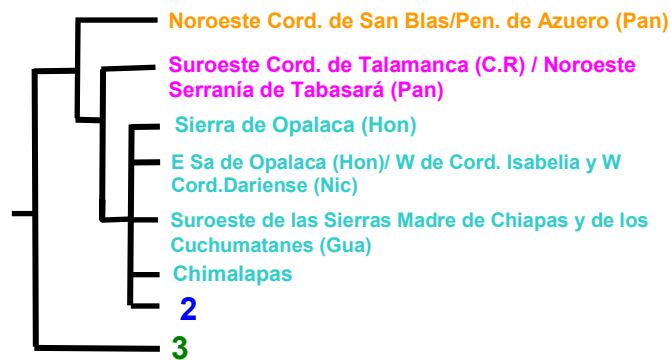 Noroeste Cord. de San Blas/Pen. de Azuero (Pan)
Suroeste Cord. de Talamanca (C.R) / Noroeste
Serranía de Tabasará (Pan)
Sierra de Opalaca (Hon)
E Sa de Opalaca (Hon)/ W de Cord. Isabelia y W
Cord.Dariense (Nic)
Suroeste de las Sierras Madre de Chiapas y de los
Cuchumatanes (Gua)
Chimalapas
2
3